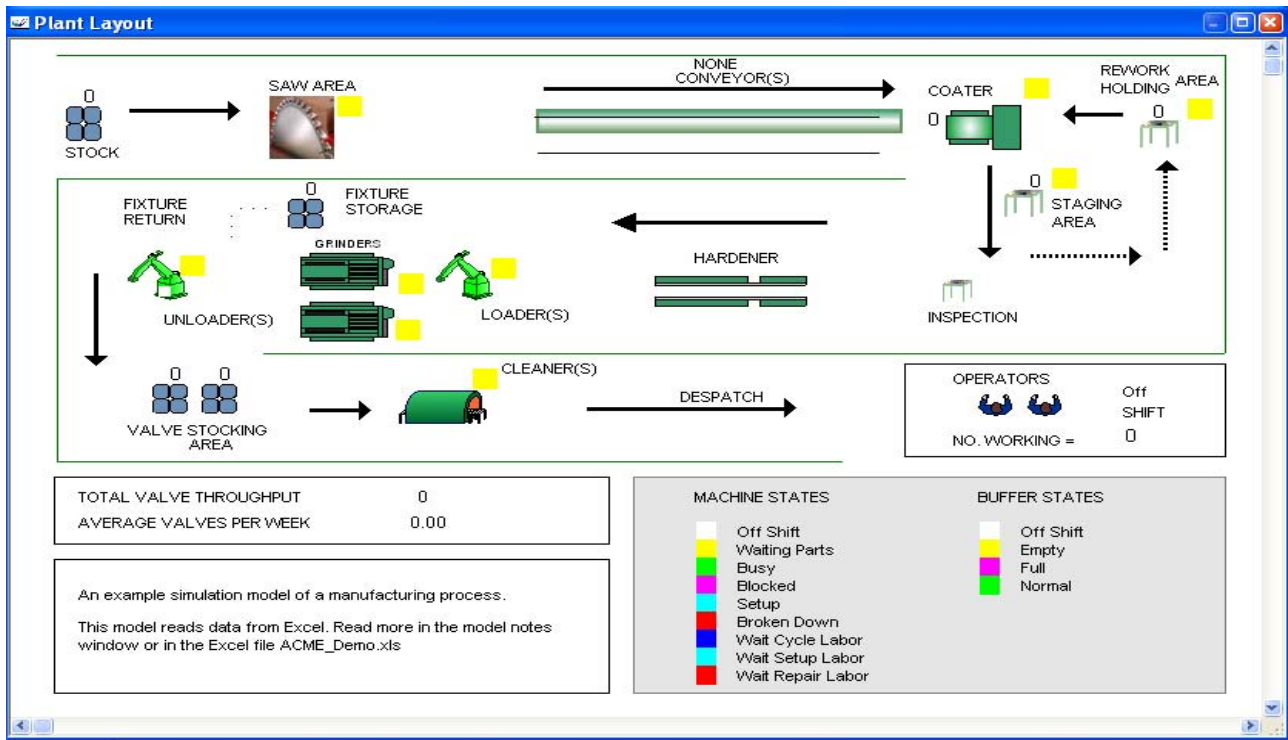 Plant Layout
NONE
CONVEYOR(S)
0
STOCK
SAW AREA
COATER
0
REWORK
HOLDING AREA
0
0
STAGING
AREA
INSPECTION
HARDENER
FIXTURE
RETURN
0
FIXTURE
STORAGE
GRINDERS
UNLOADER(S)
LOADER(S)
0 0
VALVE STOCKING
AREA
CLEANER(S)
DESPATCH
OPERATORS
Off
SHIFT
NO. WORKING = 0
TOTAL VALVE THROUGHPUT 0
AVERAGE VALVES PER WEEK 0.00
An example simulation model of a manufacturing process.
This model reads data from Excel. Read more in the model notes
window or in the Excel file ACME_Demo.xls
MACHINE STATES
Off Shift
Waiting Parts
Busy
Blocked
Setup
Broken Down
Wait Cycle Labor
Wait Setup Labor
Wait Repair Labor
BUFFER STATES
Off Shift
Empty
Full
Normal